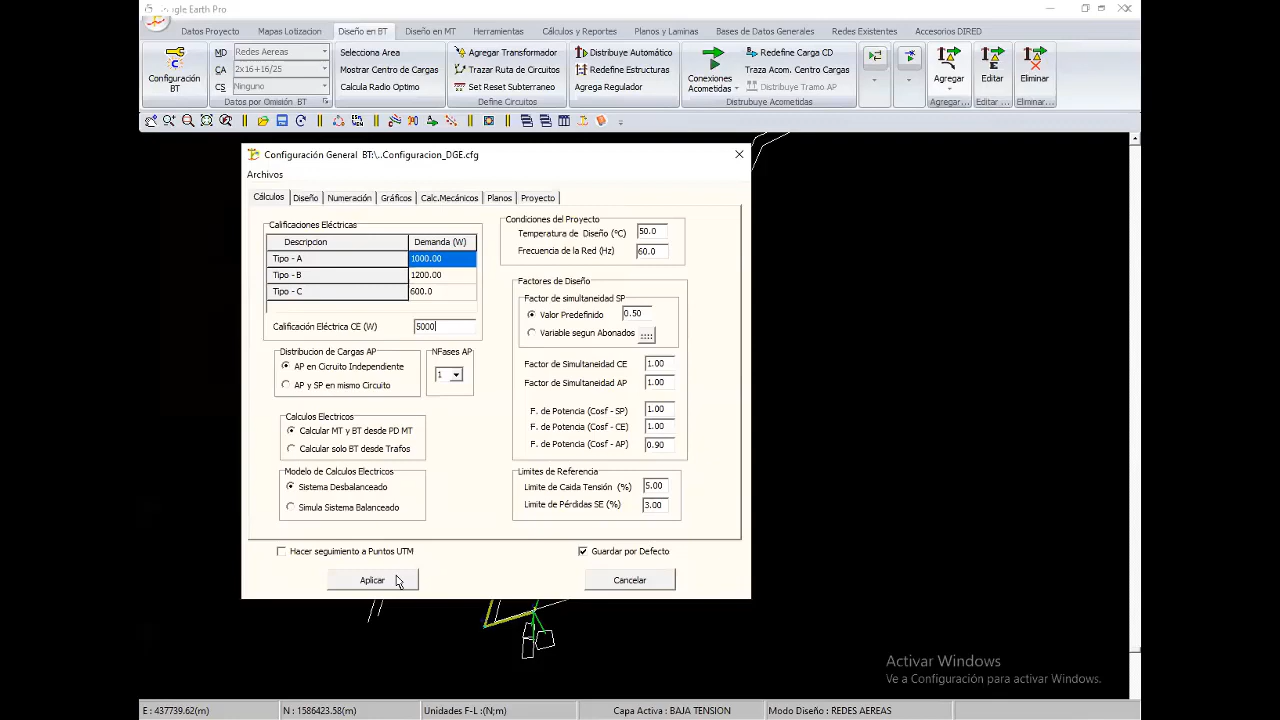 ogle Earth Pro
Datos Proyecto Mapas Lotizacion Diseño en BT Diseño en MT Herramientas Cálculos y Reportes Planos y Laminas Bases de Datos Generales Redes Existentes Accesorios DIRED
Configuración BT
MD Redes Aereas
CA 2x16+16/25
CS Ninguno
Datos por Omisión BT
Selecciona Area
Mostrar Centro de Cargas
Calcula Radio Optimo
Agregar Transformador
Trazar Ruta de Circuitos
Set Reset Subterraneo
Define Circuitos
Distribuye Automático
Redefine Estructuras
Agrega Regulador
Conexiones Acometidas
Redefine Carga CD
Traza Acom. Centro Cargas
Distribuye Tramo AP
Distrubuye Acometidas
Agregar
Agregar...
Editar
Editar ...
Eliminar
Eliminar...
Configuración General BT:\..Configuracion_DGE.cfg
Archivos
Cálculos Diseño Numeración Gráficos Calc.Mecánicos Planos Proyecto
Calificaciones Eléctricas
Descripcion Demanda (W)
Tipo - A 1000.00
Tipo - B 1200.00
Tipo - C 600.0
Calificación Eléctrica CE (W) 5000
Distribucion de Cargas AP
AP en Cicruito Independiente
AP y SP en mismo Circuito
NFases AP
1
Calculos Electricos
Calcular MT y BT desde PD MT
Calcular solo BT desde Trafos
Modelo de Calculos Electricos
Sistema Desbalanceado
Simula Sistema Balanceado
Condiciones del Proyecto
Temperatura de Diseño (°C) 50.0
Frecuencia de la Red (Hz) 60.0
Factores de Diseño
Factor de simultaneidad SP
Valor Predefinido 0.50
Variable segun Abonados
Factor de Simultaneidad CE 1.00
Factor de Simultaneidad AP 1.00
F. de Potencia (Cosf - SP) 1.00
F. de Potencia (Cosf - CE) 1.00
F. de Potencia (Cosf - AP) 0.90
Limites de Referencia
Limite de Caida Tensión (%) 5.00
Limite de Pérdidas SE (%) 3.00
Hacer seguimiento a Puntos UTM
Guardar por Defecto
Aplicar
Cancelar
Activar Windows
Ve a Configuración para activar Windows.
E : 437739.62(m) N : 1586423.58(m) Unidades F-L :(N;m) Capa Activa : BAJA TENSION Modo Diseño : REDES AEREAS